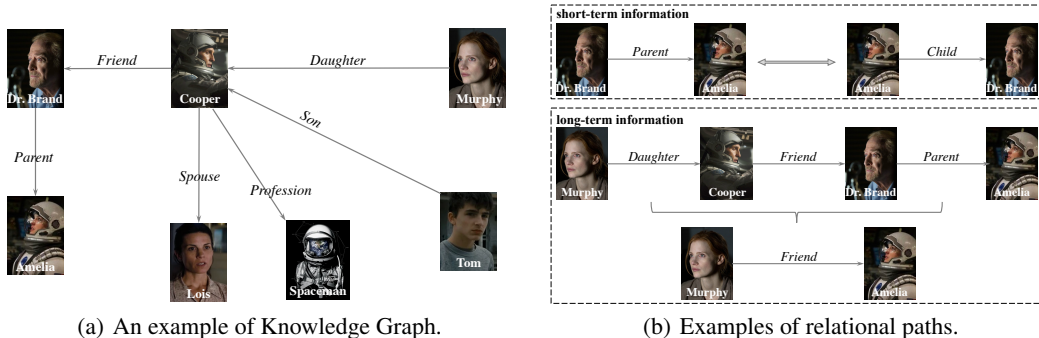 Friend
Daughter
Dr. Brand
Cooper
Murphy
Son
Parent
Spouse
Profession
Amelia
Lois
Spaceman
Tom
(a) An example of Knowledge Graph.
short-term information
Parent
Child
Dr. Brand
Amelia
Amelia
Dr. Brand
long-term information
Daughter
Friend
Parent
Murphy
Cooper
Dr. Brand
Amelia
Friend
Murphy
Amelia
(b) Examples of relational paths.